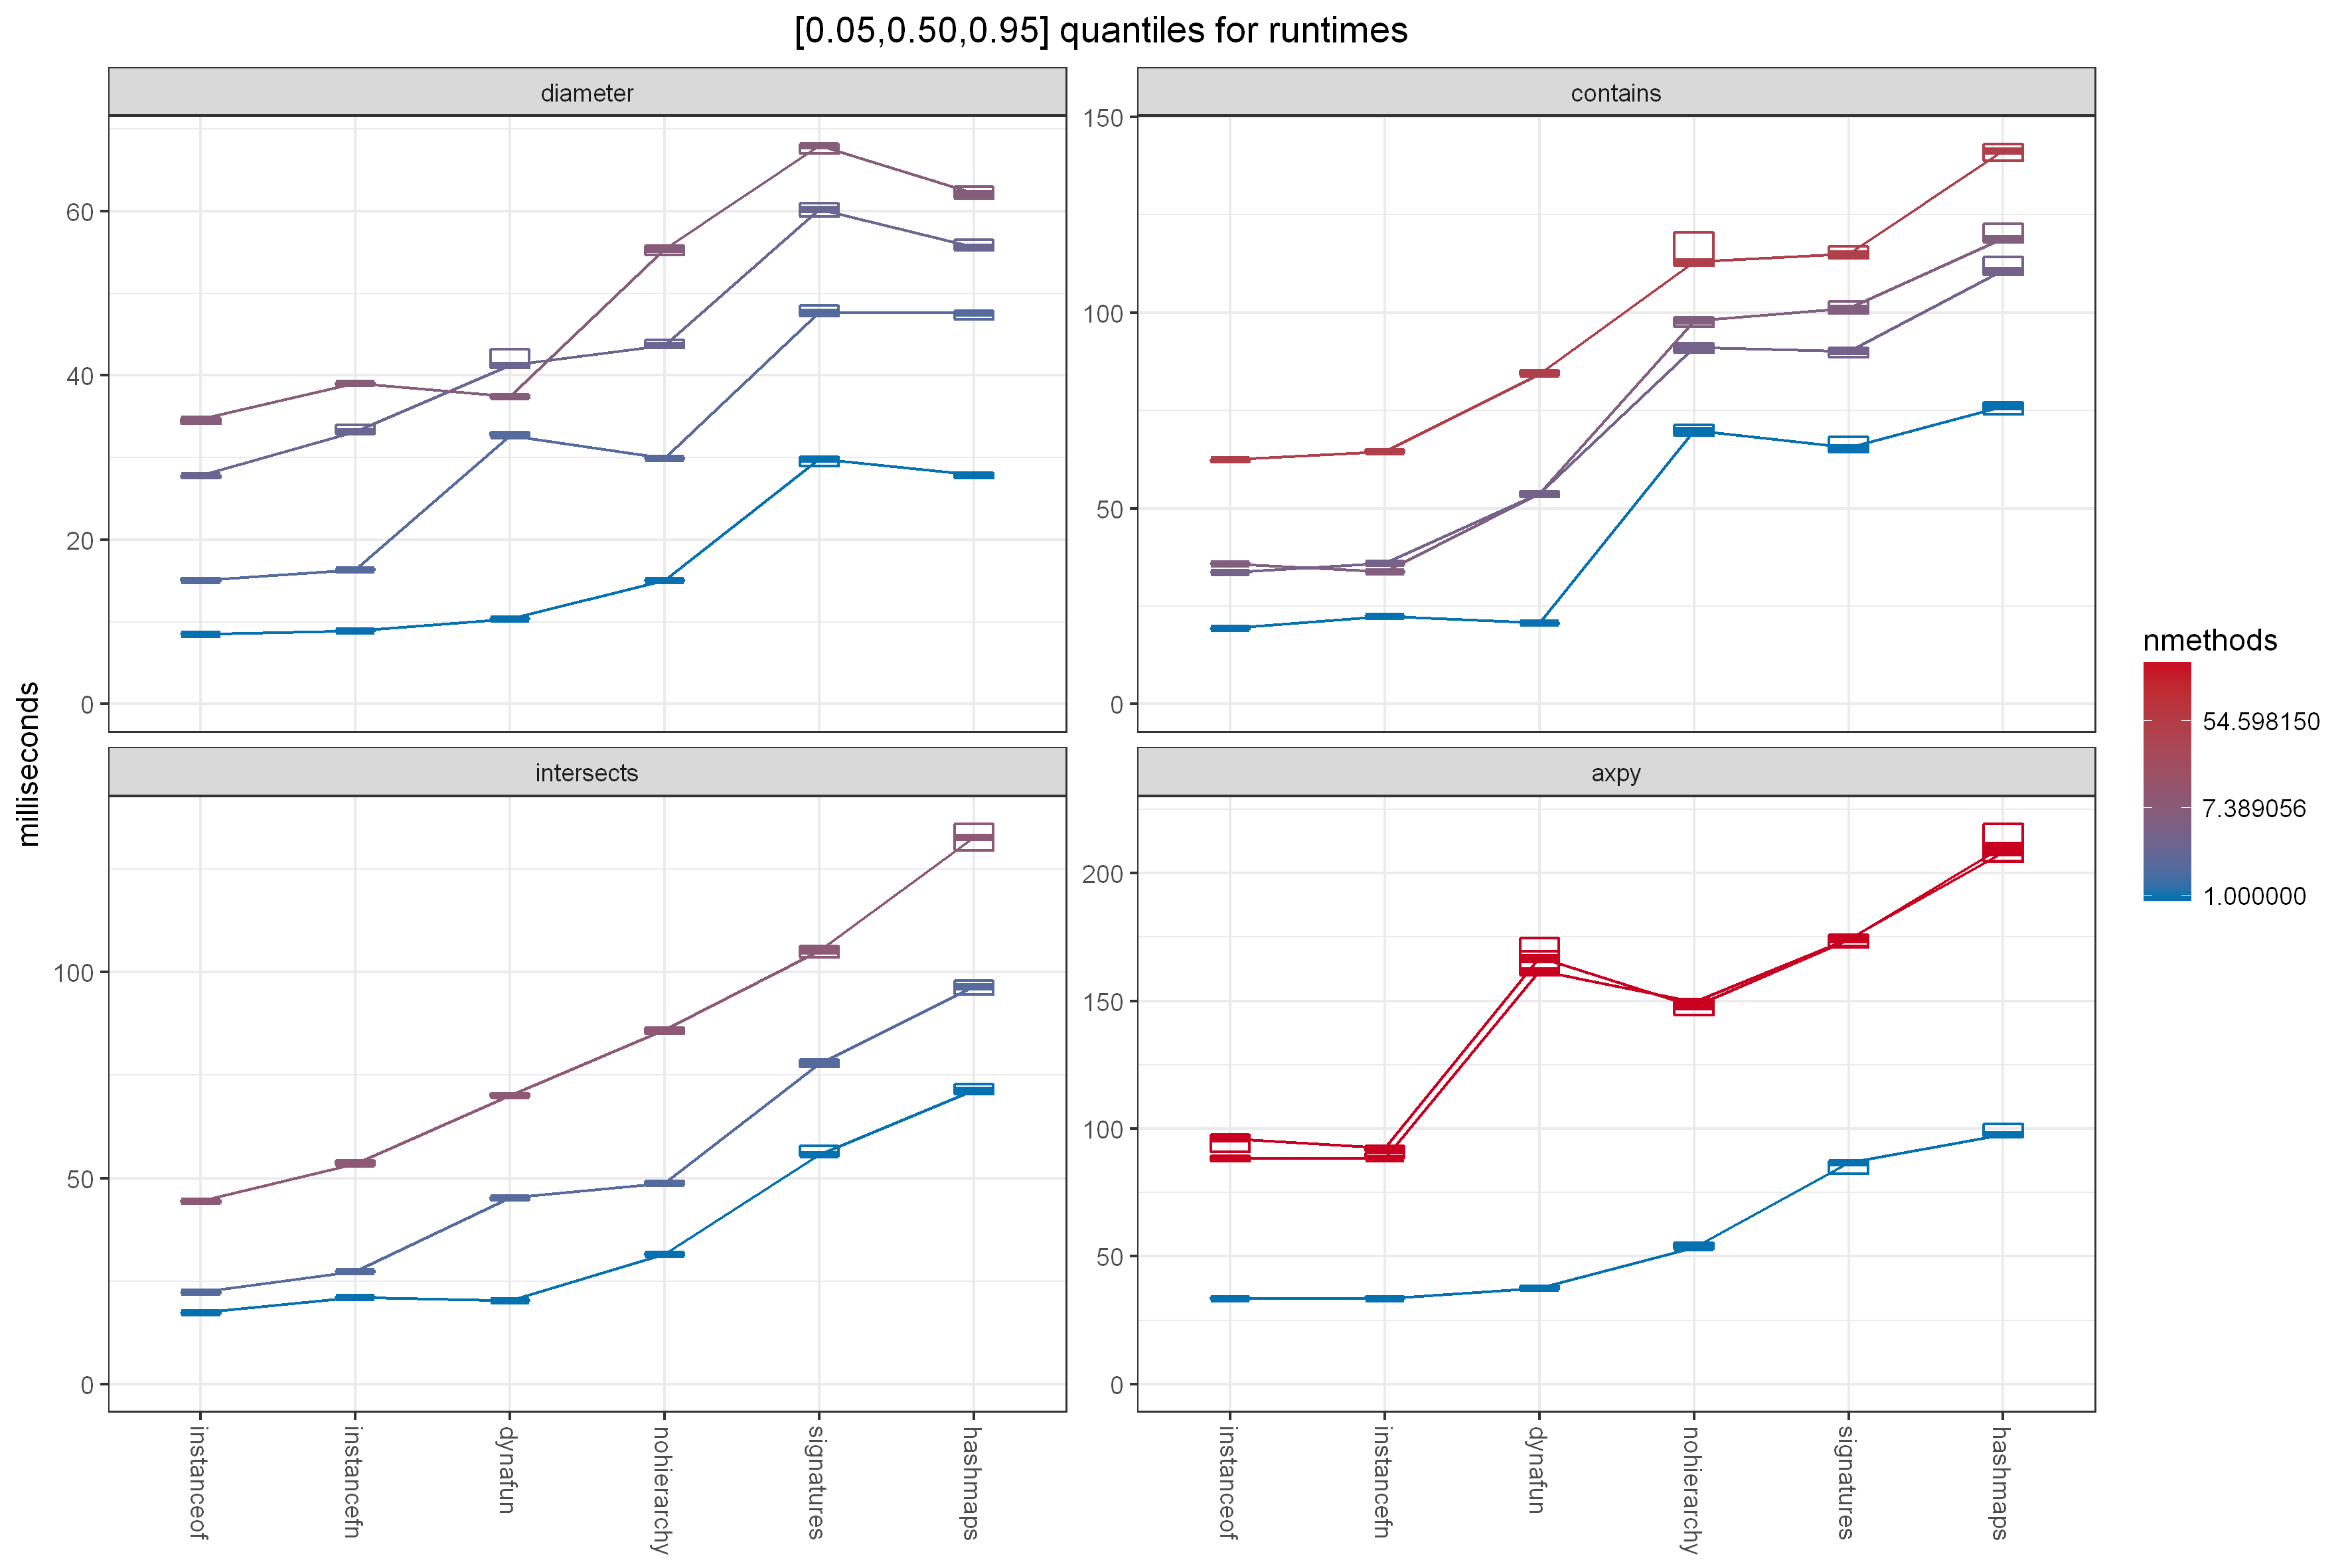 [0.05,0.50,0.95] quantiles for runtimes
diameter
contains
60
40
20
0
150
100
50
0
milliseconds
intersects
axpy
100
50
0
200
150
100
50
0
instanceof
instancefn
dynafun
nohierarchy
signatures
hashmaps
instanceof
instancefn
dynafun
nohierarchy
signatures
hashmaps
nmethods
54.598150
7.389056
1.000000